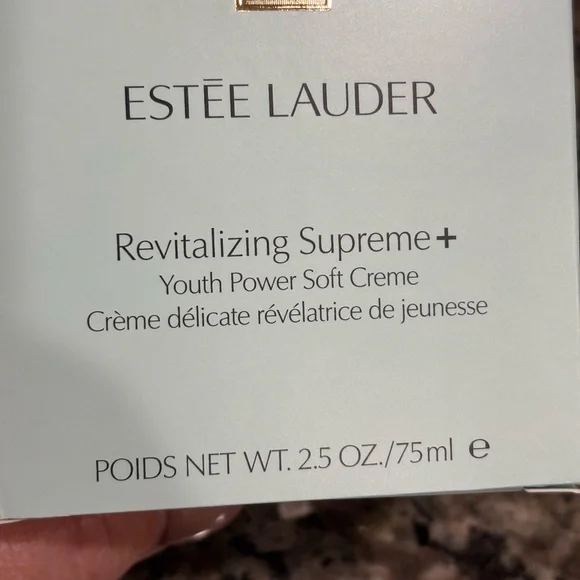 ESTĒE LAUDER
Revitalizing Supreme+
Youth Power Soft Creme
Crème délicate révélatrice de jeunesse
POIDS NET WT. 2.5 OZ./75ml ℮